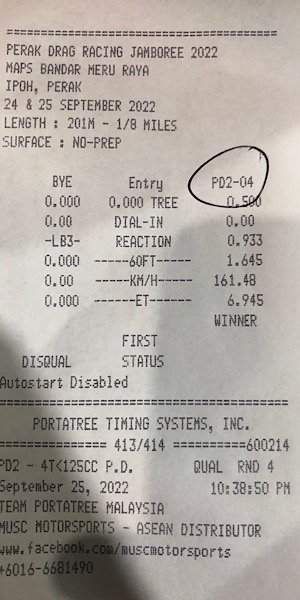 ===================================
PERAK DRAG RACING JAMBOREE 2022
MAPS BANDAR MERU RAYA
IPOH, PERAK
24 & 25 SEPTEMBER 2022
LENGTH : 201M - 1/8 MILES
SURFACE : NO-PREP
BYE Entry PD2-04
0.000 0.000 TREE 0.500
0.00 DIAL-IN 0.00
-LB3- REACTION 0.933
0.000 -----60FT----- 1.645
0.00 -----KM/H----- 161.48
0.000 ------ET------ 6.945
WINNER
FIRST
DISQUAL STATUS
Autostart Disabled
===================================
PORTATREE TIMING SYSTEMS, INC.
=============== 413/414 ==========600214
PD2 - 4T<125CC P.D. QUAL RND 4
September 25, 2022 10:38:50 PM
TEAM PORTATREE MALAYSIA
MUSC MOTORSPORTS - ASEAN DISTRIBUTOR
www.facebook.com/muscmotorsports
+6016-6681490